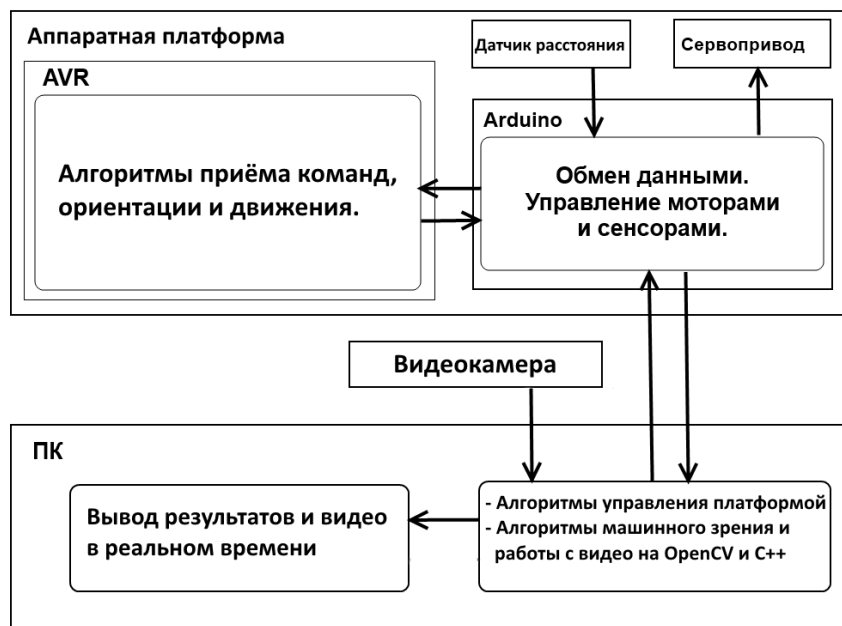 Аппаратная платформа
Датчик расстояния
Сервопривод
AVR
Алгоритмы приёма команд,
ориентации и движения.
Arduino
Обмен данными.
Управление моторами
и сенсорами.
Видеокамера
ПК
Вывод результатов и видео
в реальном времени
- Алгоритмы управления платформой
- Алгоритмы машинного зрения и
работы с видео на OpenCV и C++